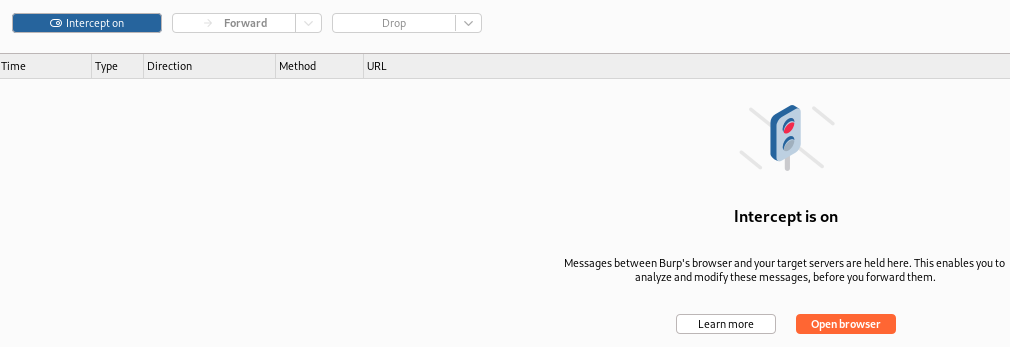 Intercept on
Forward
Drop
Time Type Direction Method URL
Intercept is on
Messages between Burp's browser and your target servers are held here. This enables you to
analyze and modify these messages, before you forward them.
Learn more Open browser